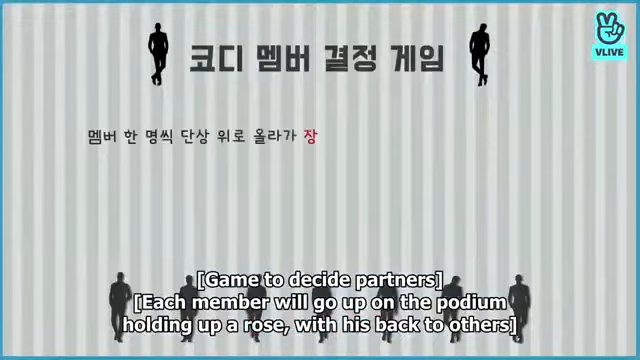 코디 멤버 결정 게임
VLIVE
멤버 한 명씩 단상 위로 올라가 장
[Game to decide partners]
[Each member will go up on the podium
holding up a rose, with his back to others]